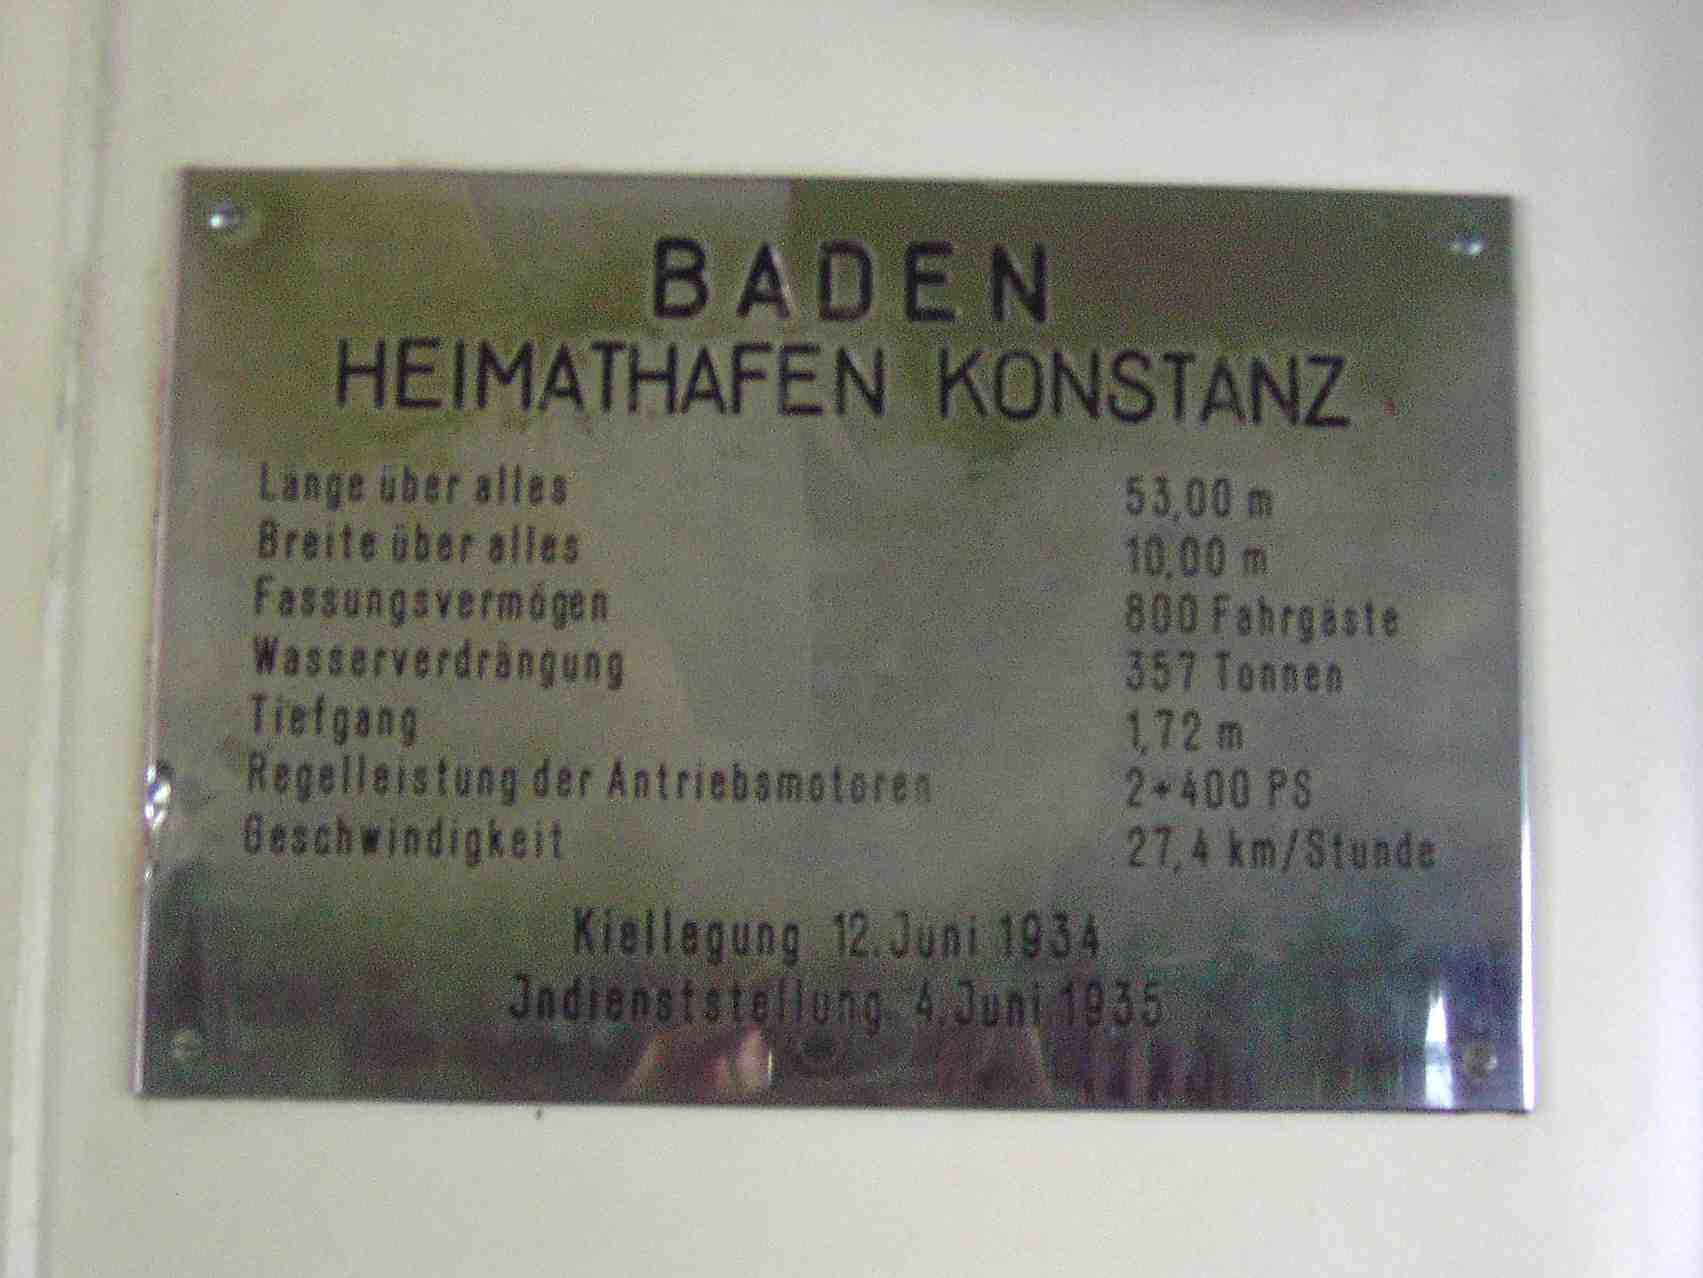 BADEN
HEIMATHAFEN KONSTANZ
Länge über alles 53,00 m
Breite über alles 10,00 m
Fassungsvermögen 800 Fahrgäste
Wasserverdrängung 357 Tonnen
Tiefgang 1,72 m
Regelleistung der Antriebsmotoren 2+400 PS
Geschwindigkeit 27,4 km/Stunde
Kiellegung 12. Juni 1934
Jndienststellung 4. Juni 1935